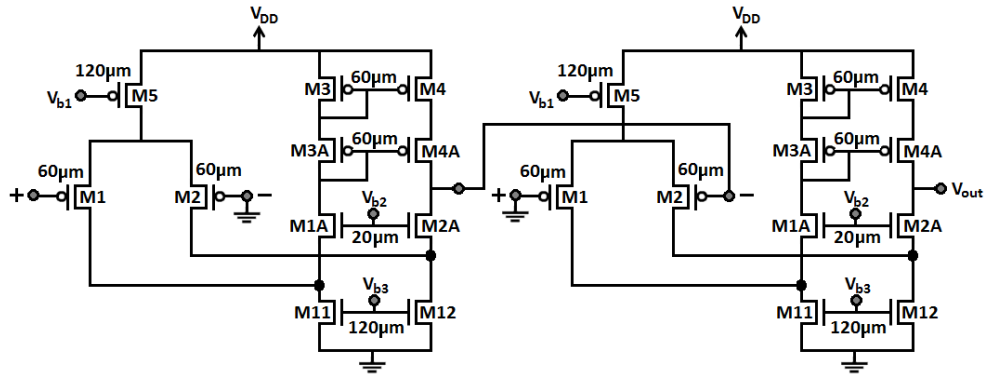 VDD VDD
120µm 120µm
M3 60µm M4 M3 60µm M4
Vb1 M5 Vb1 M5
60µm 60µm
M3A M4A M3A M4A
60µm 60µm 60µm 60µm
+ M1 M2 − Vb2 + M1 M2 − Vb2 Vout
M1A M2A M1A M2A
20µm 20µm
Vb3 Vb3
M11 M12 M11 M12
120µm 120µm